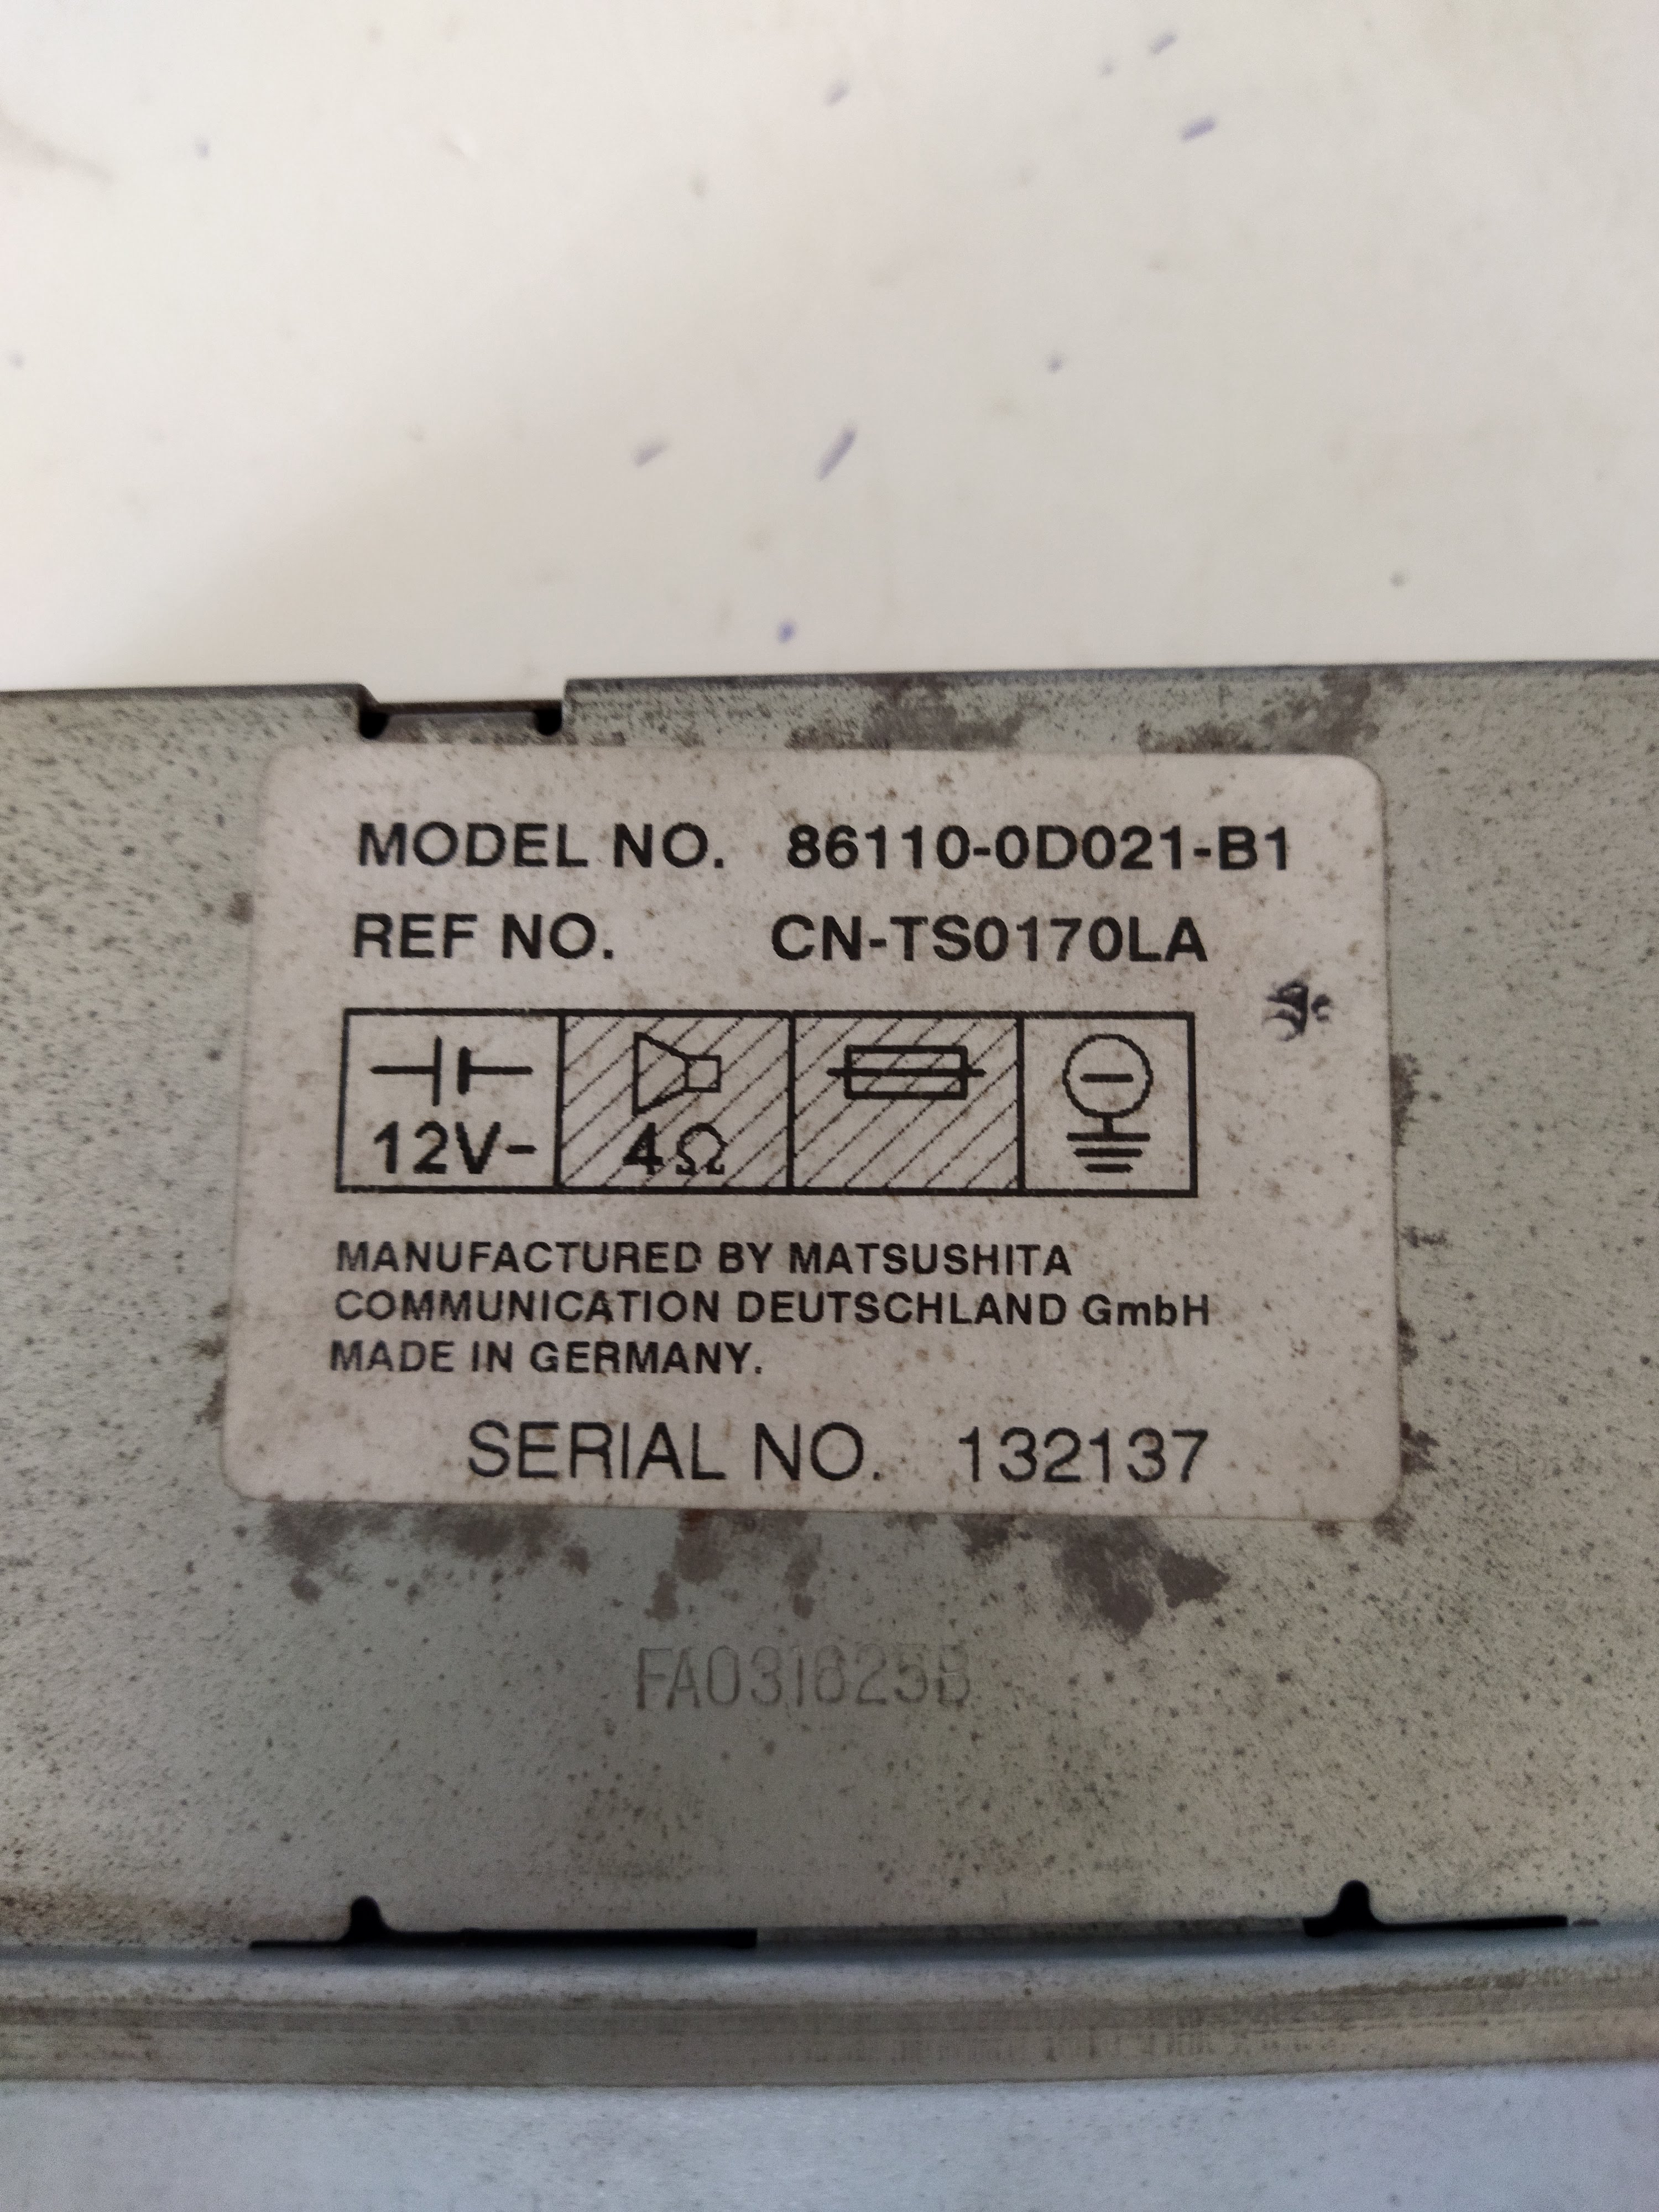 MODEL NO. 86110-0D021-B1
REF NO. CN-TS0170LA
12V- 4Ω
MANUFACTURED BY MATSUSHITA
COMMUNICATION DEUTSCHLAND GmbH
MADE IN GERMANY.
SERIAL NO. 132137